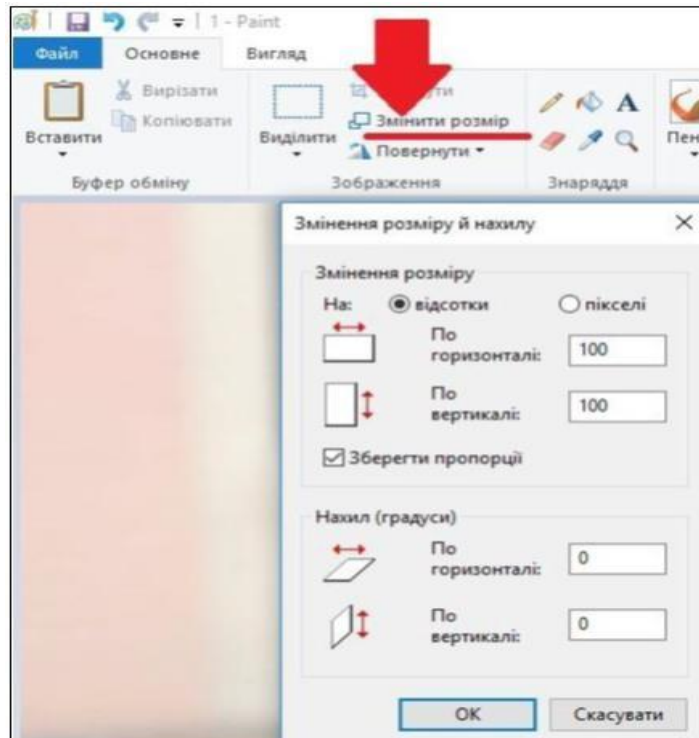 1 - Paint
Файл Основне Вигляд
Вирізати
Копіювати
Вставити
Буфер обміну
Виділити
Змінити розмір
Повернути
Зображення
A
Знаряддя
Пен
Змінення розміру й нахилу
Змінення розміру
На: відсотки пікселі
По
горизонталі: 100
По
вертикалі: 100
Зберегти пропорції
Нахил (градуси)
По
горизонталі: 0
По
вертикалі: 0
ОК Скасувати